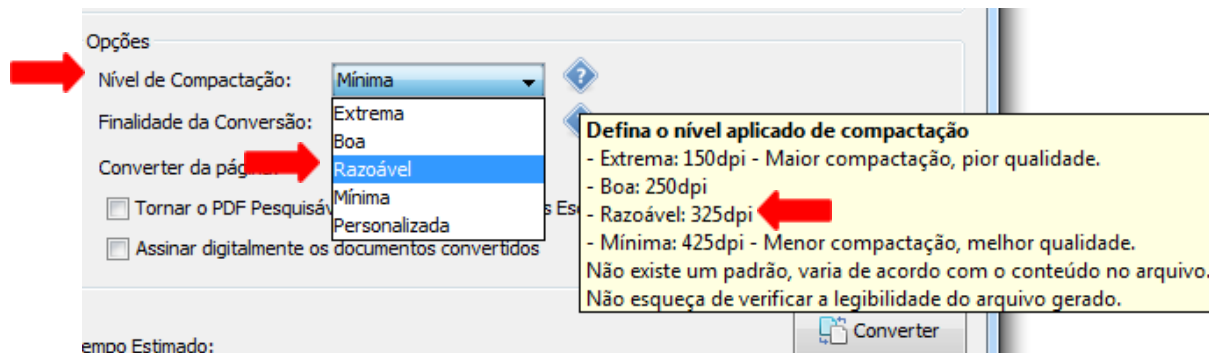 Opções
Nível de Compactação: Mínima
Extrema
Finalidade da Conversão:
Boa
Converter da página
Razoável
Mínima
Tornar o PDF Pesquisáv
Personalizada
Assinar digitalmente os documentos convertidos
Defina o nível aplicado de compactação
- Extrema: 150dpi - Maior compactação, pior qualidade.
- Boa: 250dpi
- Razoável: 325dpi
- Mínima: 425dpi - Menor compactação, melhor qualidade.
Não existe um padrão, varia de acordo com o conteúdo no arquivo.
Não esqueça de verificar a legibilidade do arquivo gerado.
Converter
empo Estimado: